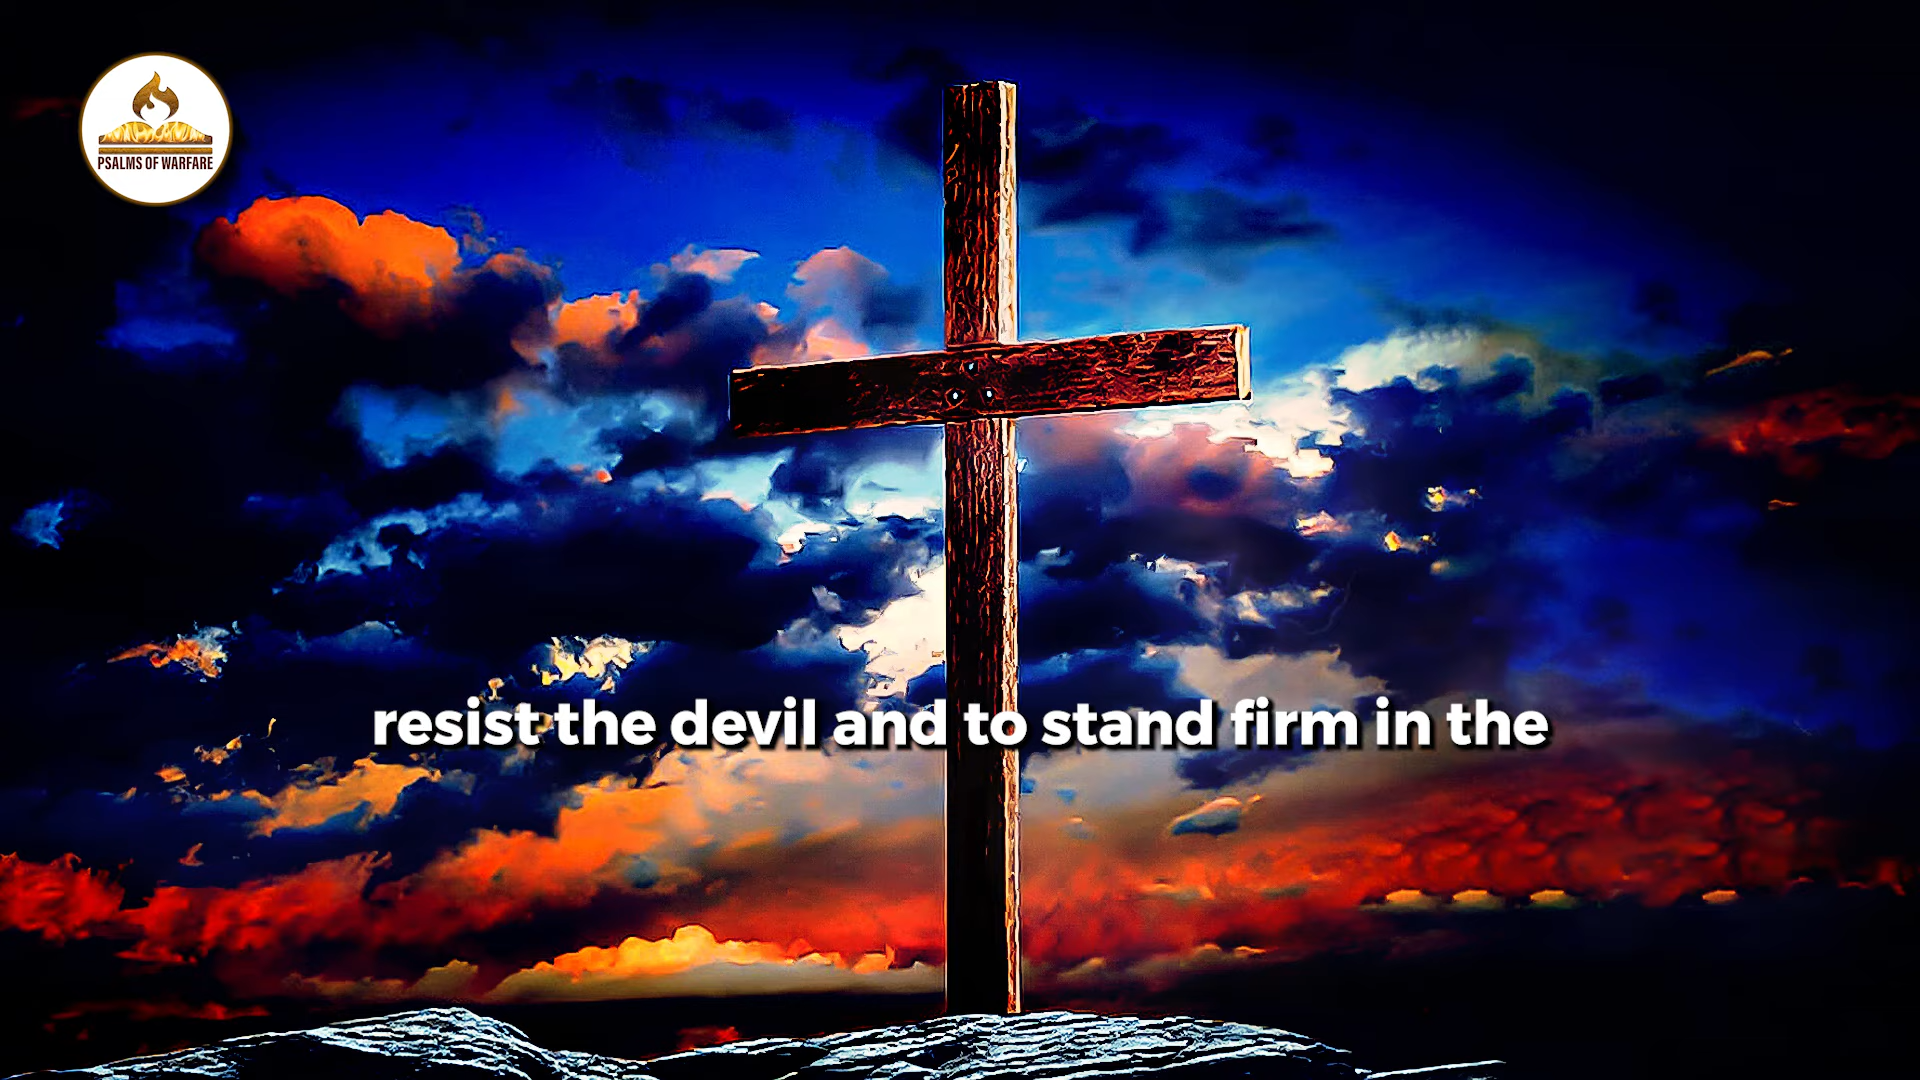 PSALMS OF WARFARE
resist the devil and to stand firm in the